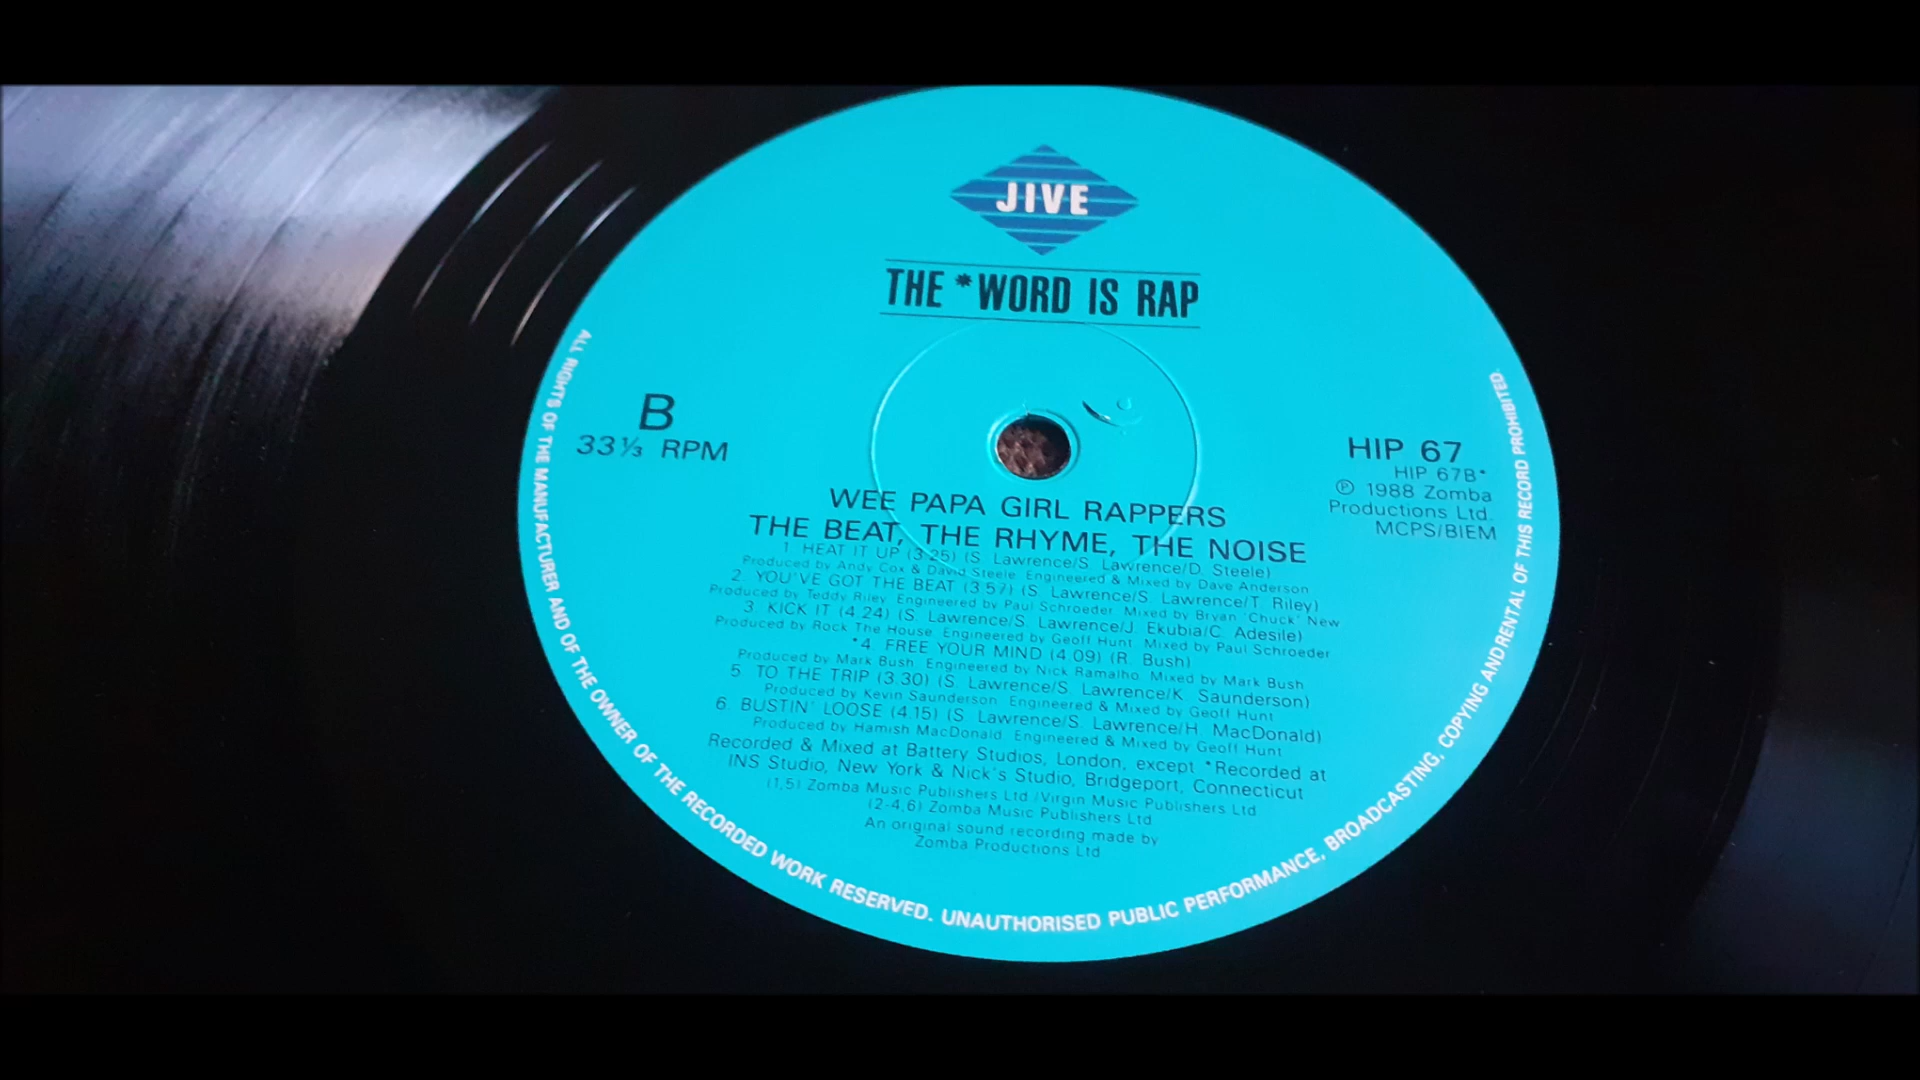 JIVE
THE *WORD IS RAP
B
33⅓ RPM
HIP 67
HIP 67B*
℗ 1988 Zomba
Productions Ltd.
MCPS/BIEM
WEE PAPA GIRL RAPPERS
THE BEAT, THE RHYME, THE NOISE
1. HEAT IT UP (3.25) (S. Lawrence/S. Lawrence/D. Steele)
Produced by Andy Cox & David Steele. Engineered & Mixed by Dave Anderson
2. YOU'VE GOT THE BEAT (3.57) (S. Lawrence/S. Lawrence/T. Riley)
Produced by Teddy Riley. Engineered by Paul Schroeder. Mixed by Bryan 'Chuck' New
3. KICK IT (4.24) (S. Lawrence/S. Lawrence/J. Ekubia/C. Adesile)
Produced by Rock The House. Engineered by Geoff Hunt. Mixed by Paul Schroeder
*4. FREE YOUR MIND (4.09) (R. Bush)
Produced by Mark Bush. Engineered by Nick Ramalho. Mixed by Mark Bush
5. TO THE TRIP (3.30) (S. Lawrence/S. Lawrence/K. Saunderson)
Produced by Kevin Saunderson. Engineered & Mixed by Geoff Hunt
6. BUSTIN' LOOSE (4.15) (S. Lawrence/S. Lawrence/H. MacDonald)
Produced by Hamish MacDonald. Engineered & Mixed by Geoff Hunt
Recorded & Mixed at Battery Studios, London, except *Recorded at
INS Studio, New York & Nick's Studio, Bridgeport, Connecticut
(1,5) Zomba Music Publishers Ltd./Virgin Music Publishers Ltd
(2-4,6) Zomba Music Publishers Ltd
An original sound recording made by
Zomba Productions Ltd
ALL RIGHTS OF THE MANUFACTURER AND OF THE OWNER OF THE RECORDED WORK RESERVED. UNAUTHORISED PUBLIC PERFORMANCE, BROADCASTING, COPYING AND RENTAL OF THIS RECORD PROHIBITED.